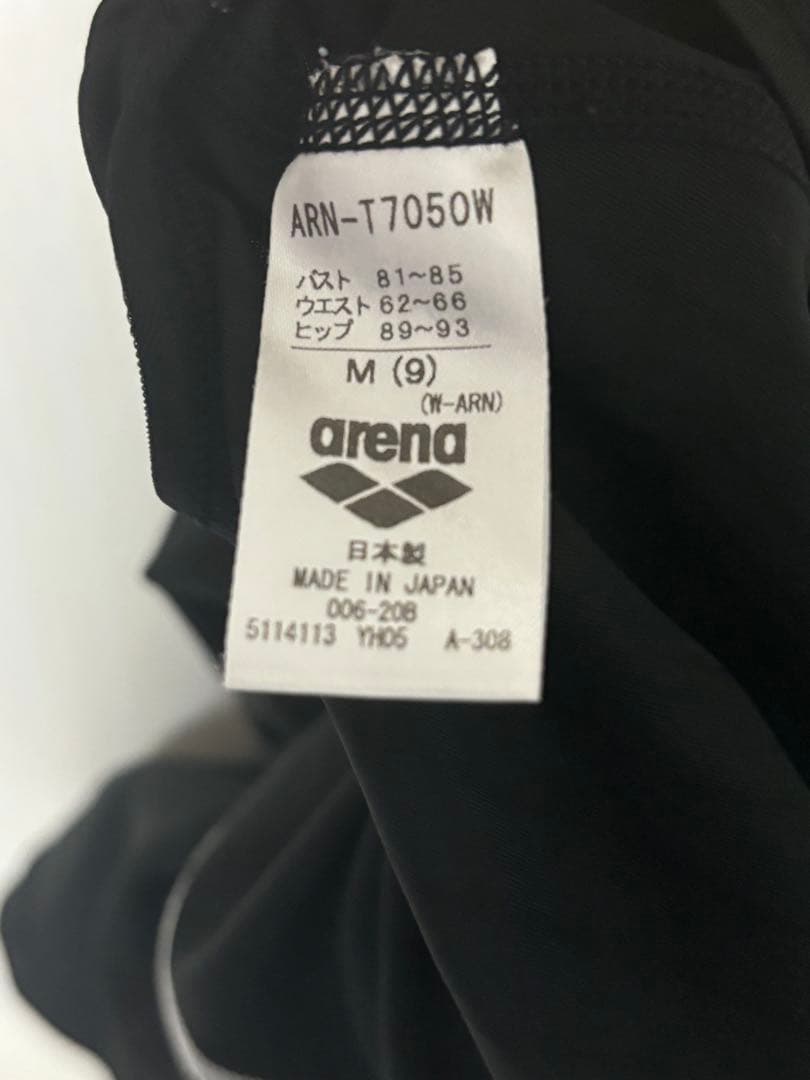 ARN-T7050W
バスト 81~85
ウエスト 62~66
ヒップ 89~93
M (9)
(W-ARN)
arena
日本製
MADE IN JAPAN
006-208
5114113 YH05 A-308